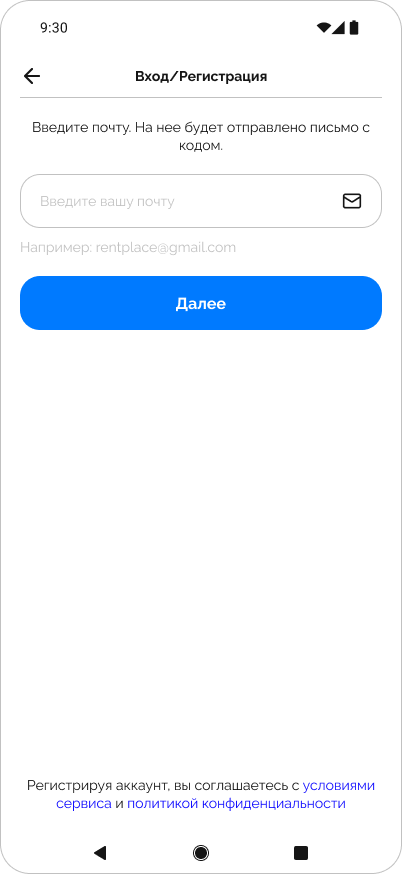 9:30
Вход/Регистрация
Введите почту. На нее будет отправлено письмо с
кодом.
Введите вашу почту
Например: rentplace@gmail.com
Далее
Регистрируя аккаунт, вы соглашаетесь с условиями
сервиса и политикой конфиденциальности